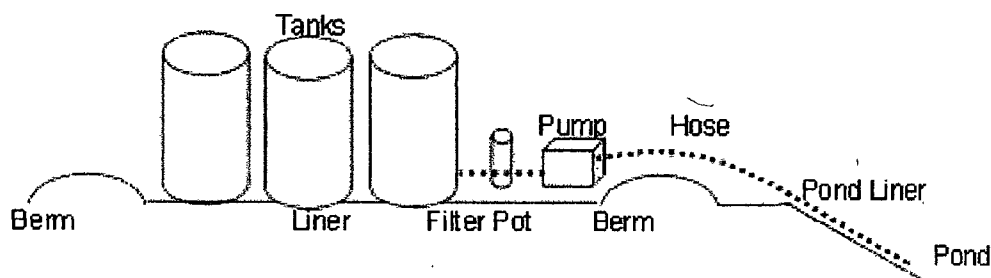 Tanks
Pump
Hose
Pond Liner
Berm
Liner
Filter Pot
Berm
Pond